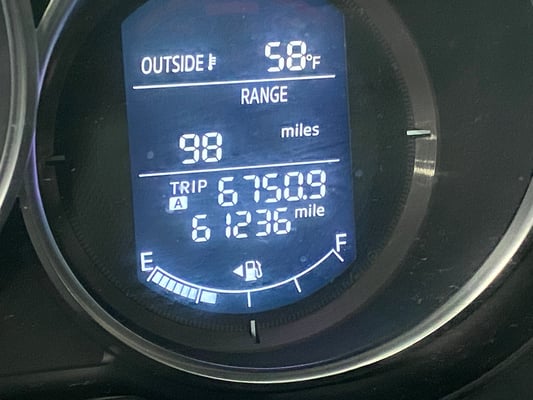 OUTSIDE 58°F
RANGE
98 miles
TRIP A 6750.9
61236 mile
E F